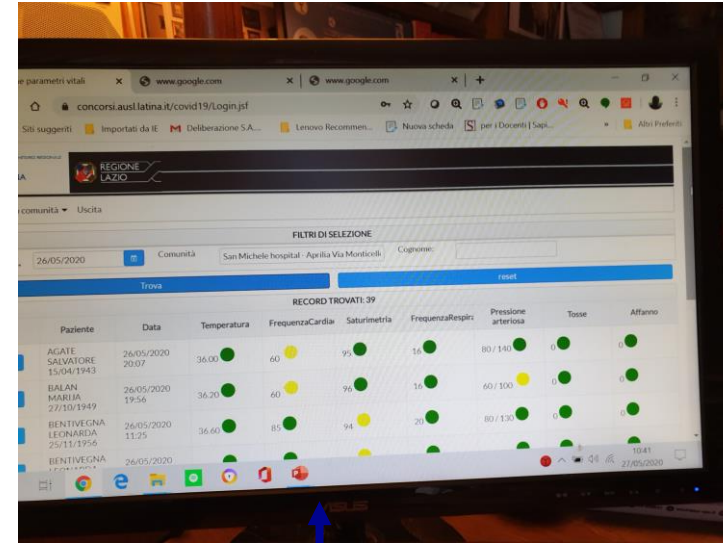 e parametri vitali × www.google.com × www.google.com × +
concorsi.ausl.latina.it/covid19/Login.jsf
Siti suggeriti Importati da IE Deliberazione S.A... Lenovo Recommen... Nuova scheda per i Docenti | Sapi... » Altri Preferiti
REGIONE
LAZIO
comunità Uscita
FILTRI DI SELEZIONE
26/05/2020 Comunità San Michele hospital - Aprilia Via Monticelli Cognome:
Trova reset
RECORD TROVATI: 39
Paziente Data Temperatura FrequenzaCardia Saturimetria FrequenzaRespira Pressione arteriosa Tosse Affanno
AGATE
SALVATORE
15/04/1943
26/05/2020
20:07
36.00 60 95 16 80 / 140 0 0
BALAN
MARIJA
27/10/1949
26/05/2020
19:56
36.20 60 96 16 60 / 100 0 0
BENTIVEGNA
LEONARDA
25/11/1956
26/05/2020
11:25
36.60 85 94 20 80 / 130 0 0
BENTIVEGNA
26/05/2020
10:41
27/05/2020
ASUS